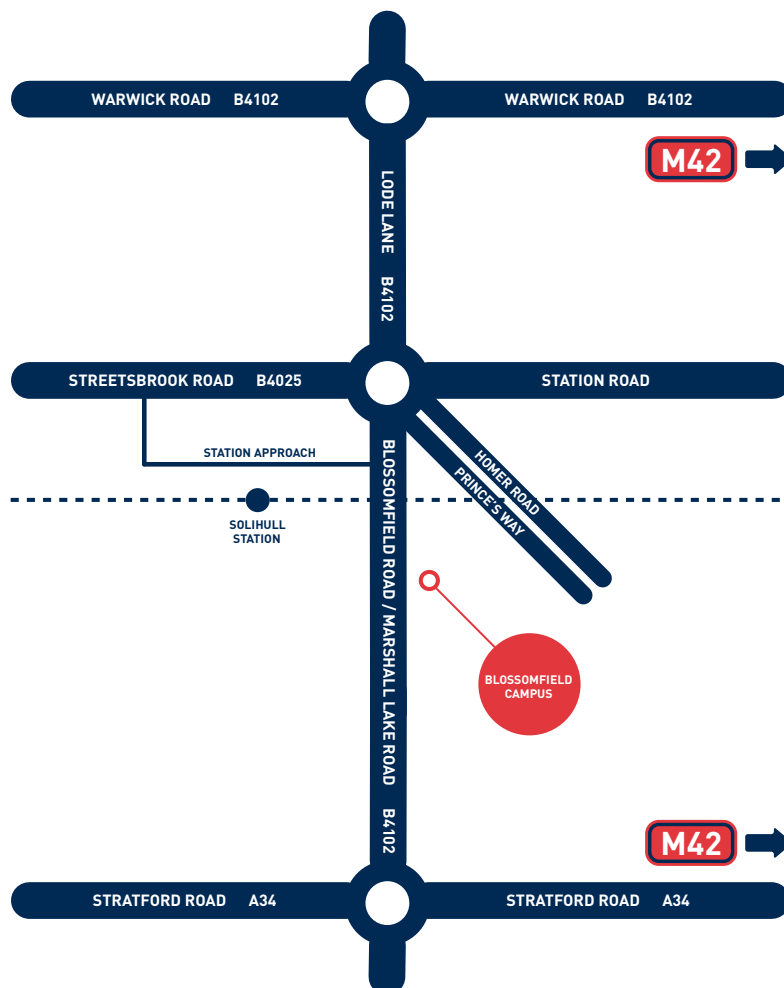 WARWICK ROAD B4102
WARWICK ROAD B4102
M42
LODE LANE B4102
STREETSBROOK ROAD B4025
STATION ROAD
STATION APPROACH
HOMER ROAD
PRINCE'S WAY
SOLIHULL
STATION
BLOSSOMFIELD ROAD / MARSHALL LAKE ROAD B4102
BLOSSOMFIELD
CAMPUS
M42
STRATFORD ROAD A34
STRATFORD ROAD A34